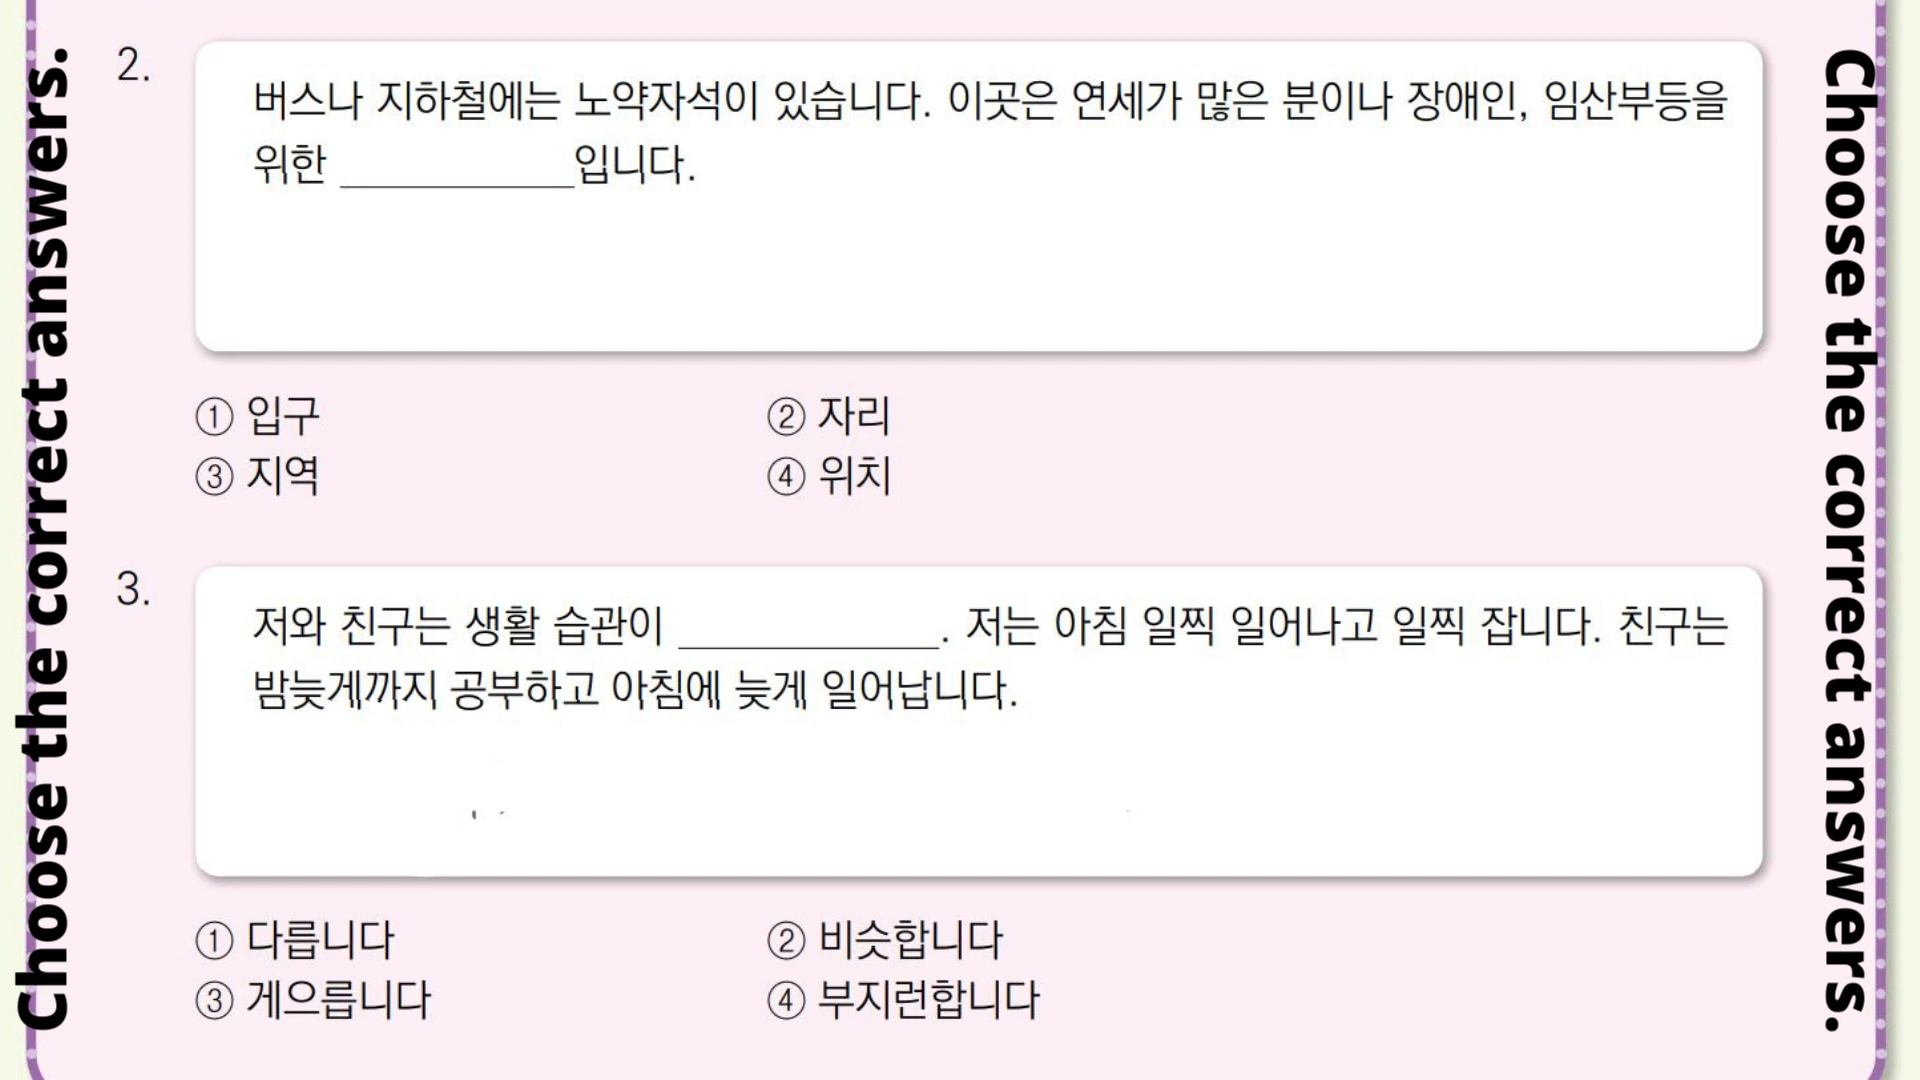 Choose the correct answers.
2.
버스나 지하철에는 노약자석이 있습니다. 이곳은 연세가 많은 분이나 장애인, 임산부등을
위한 ____________입니다.
① 입구 ② 자리
③ 지역 ④ 위치
3.
저와 친구는 생활 습관이 ____________. 저는 아침 일찍 일어나고 일찍 잡니다. 친구는
밤늦게까지 공부하고 아침에 늦게 일어납니다.
① 다릅니다 ② 비슷합니다
③ 게으릅니다 ④ 부지런합니다
Choose the correct answers.